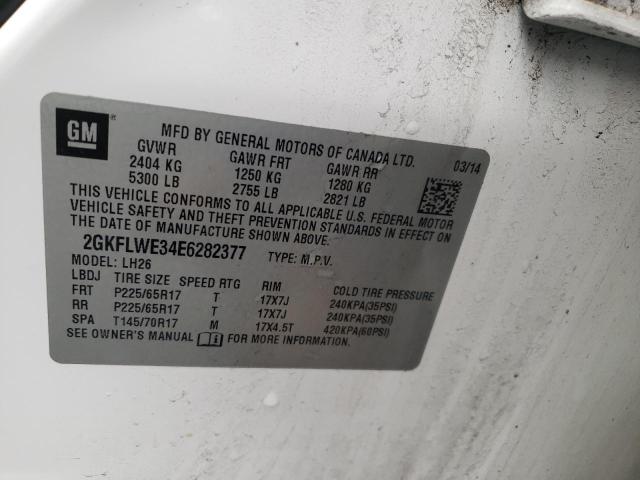 GM ®
MFD BY GENERAL MOTORS OF CANADA LTD.
03/14
GVWR GAWR FRT GAWR RR
2404 KG 1250 KG 1280 KG
5300 LB 2755 LB 2821 LB
THIS VEHICLE CONFORMS TO ALL APPLICABLE U.S. FEDERAL MOTOR
VEHICLE SAFETY AND THEFT PREVENTION STANDARDS IN EFFECT ON
THE DATE OF MANUFACTURE SHOWN ABOVE.
2GKFLWE34E6282377 TYPE: M.P.V.
MODEL: LH26
LBDJ TIRE SIZE SPEED RTG RIM COLD TIRE PRESSURE
FRT P225/65R17 T 17X7J 240KPA(35PSI)
RR P225/65R17 T 17X7J 240KPA(35PSI)
SPA T145/70R17 M 17X4.5T 420KPA(60PSI)
SEE OWNER'S MANUAL FOR MORE INFORMATION.